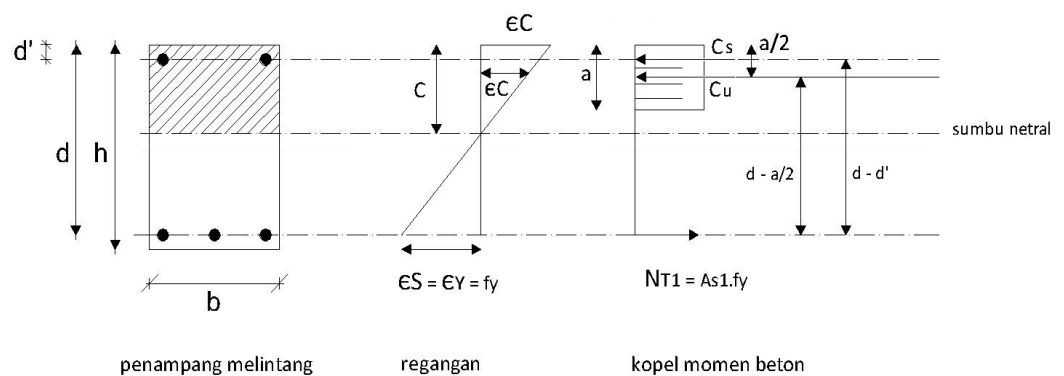 ЄC
d'
Cs
a/2
a
C
ЄC
Cu
sumbu netral
d
h
d - a/2
d - d'
ЄS = ЄY = fy
NT1 = As1.fy
b
penampang melintang
regangan
kopel momen beton